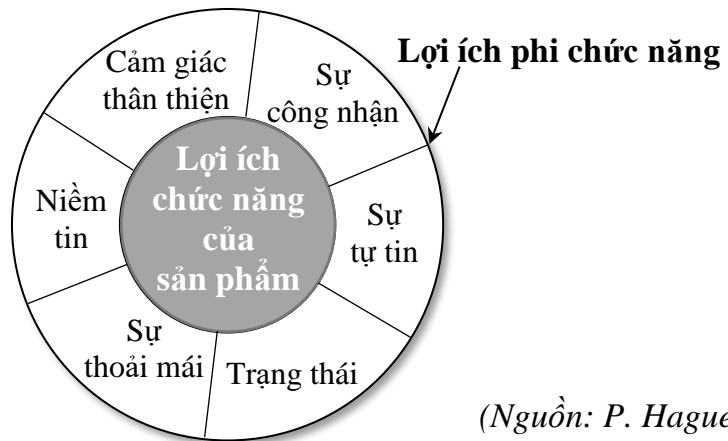 Lợi ích phi chức năng
Cảm giác
thân thiện
Sự
công nhận
Niềm
tin
Lợi ích
chức năng
của
sản phẩm
Sự
tự tin
Sự
thoải mái
Trạng thái
(Nguồn: P. Hague